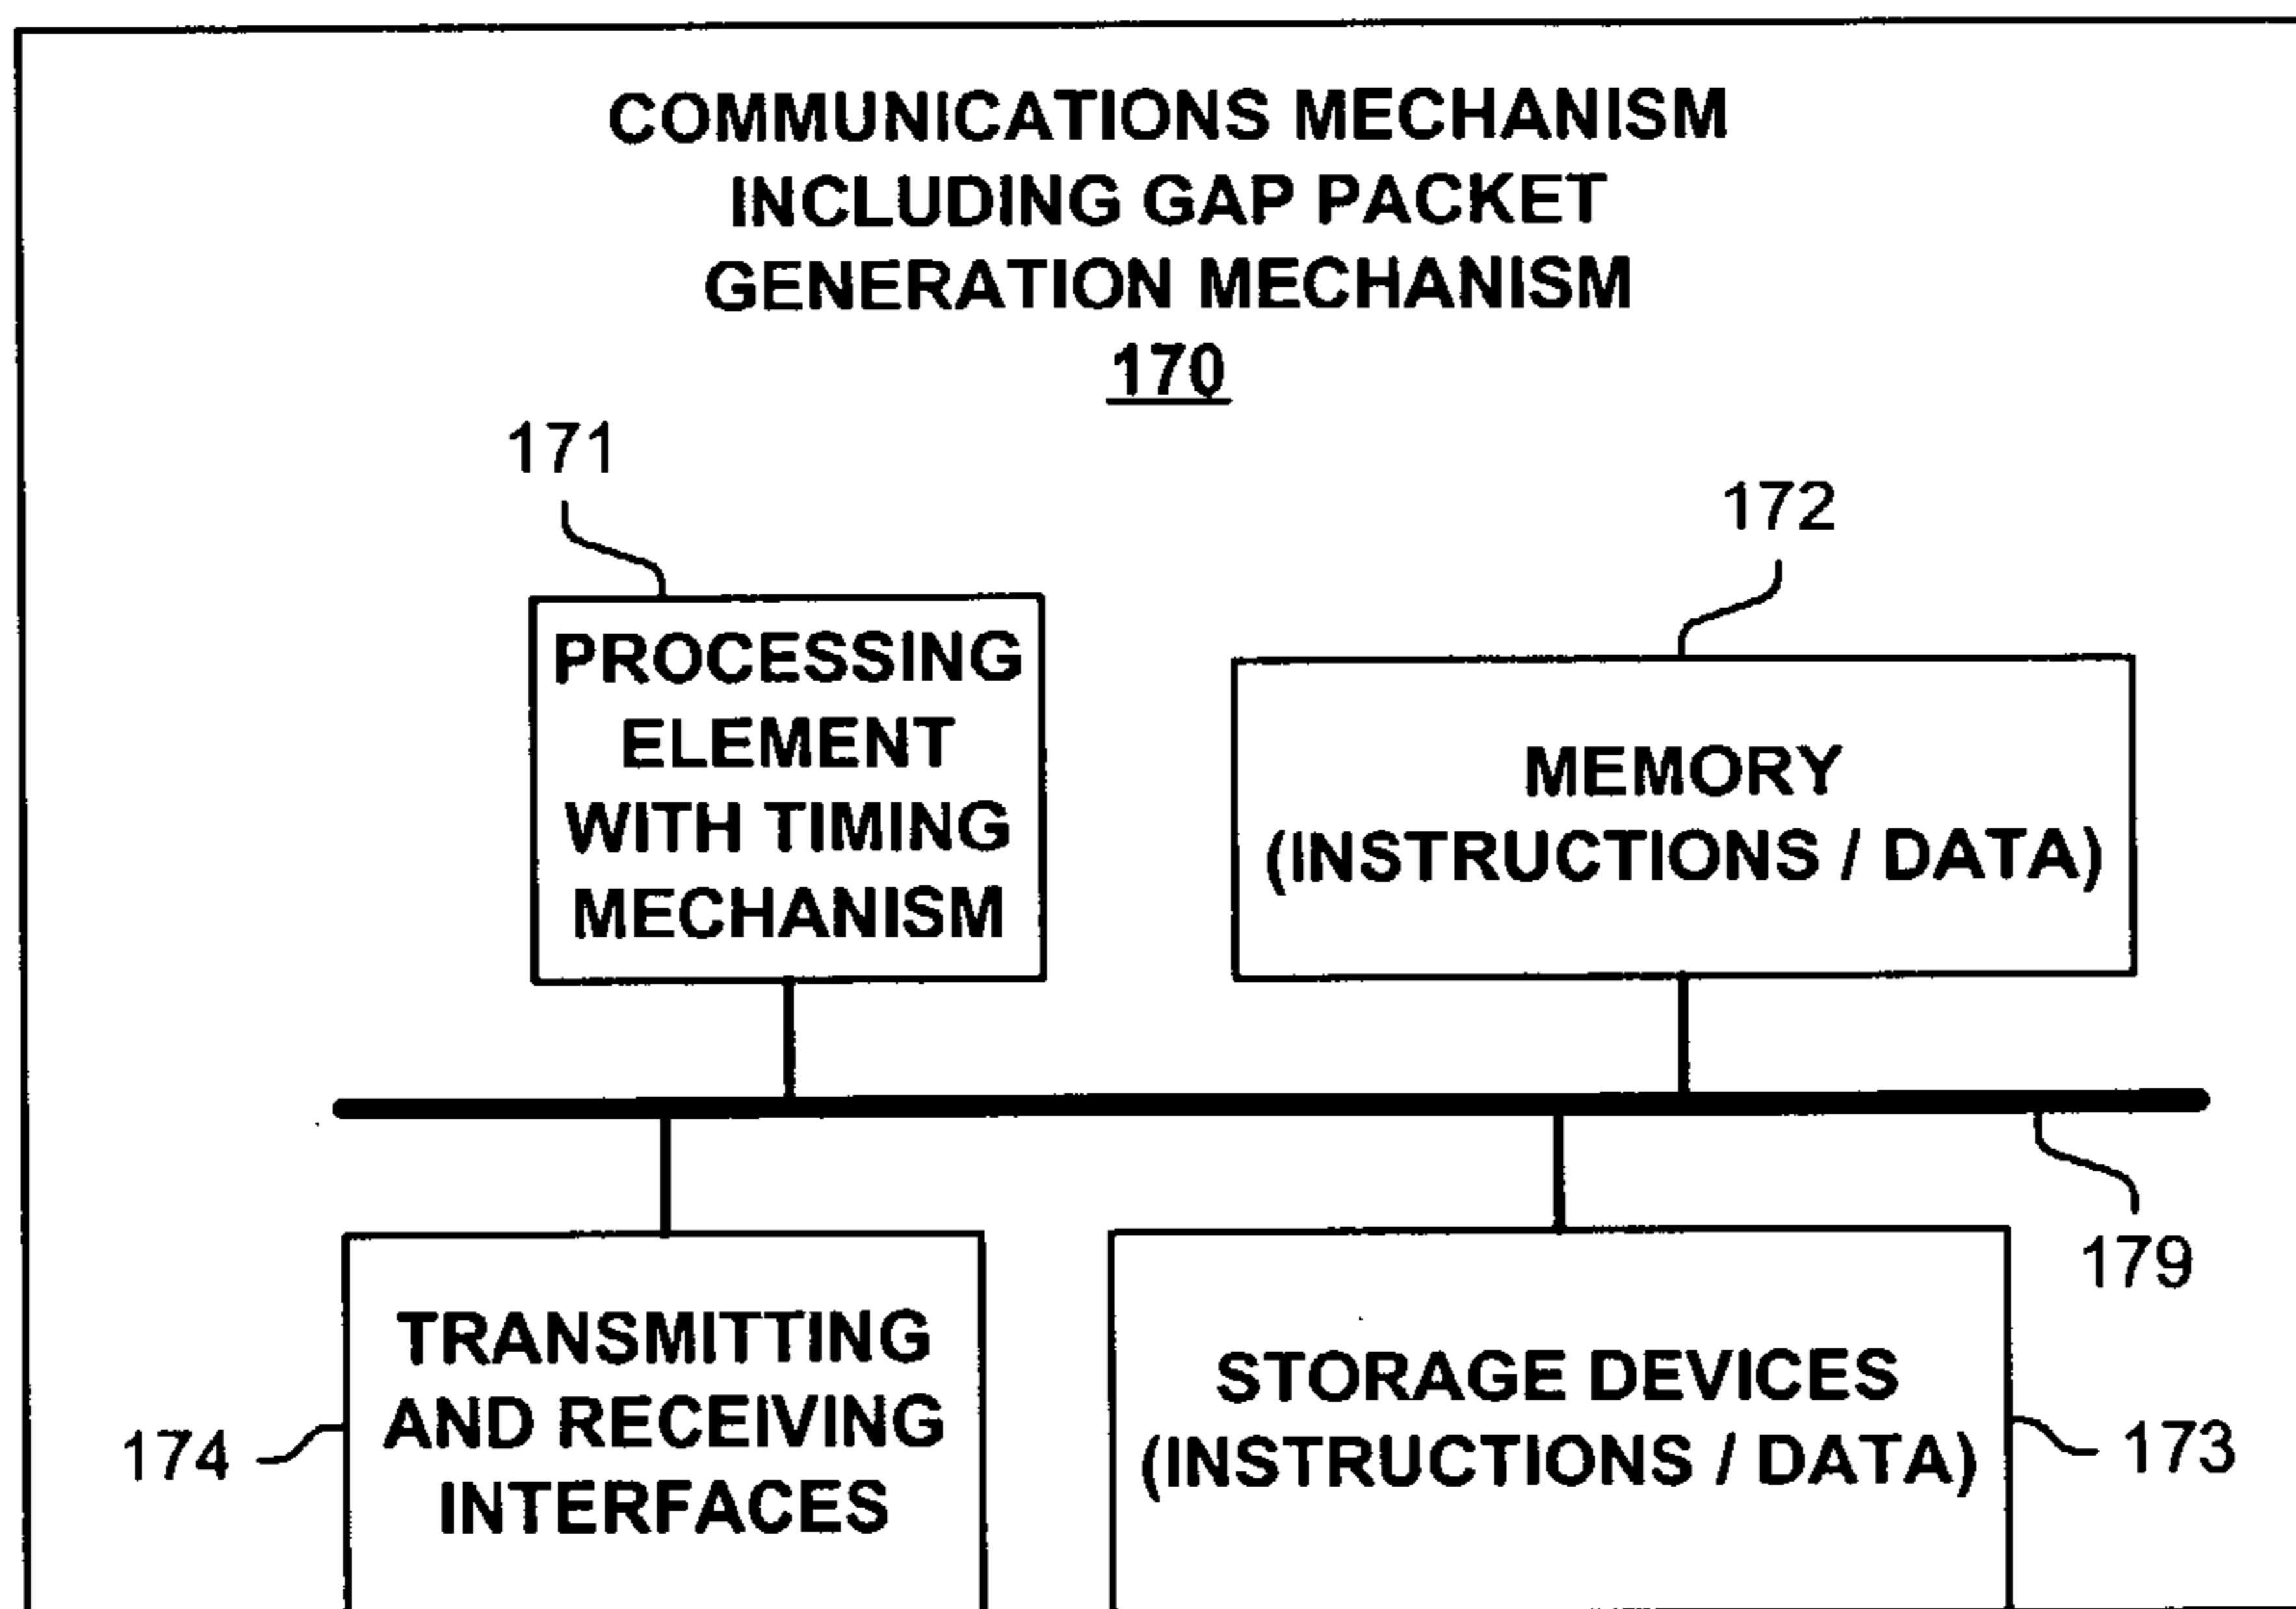 COMMUNICATIONS MECHANISM
INCLUDING GAP PACKET
GENERATION MECHANISM
170
171
172
PROCESSING
ELEMENT
WITH TIMING
MECHANISM
MEMORY
(INSTRUCTIONS / DATA)
179
TRANSMITTING
AND RECEIVING
INTERFACES
174
STORAGE DEVICES
(INSTRUCTIONS / DATA)
173